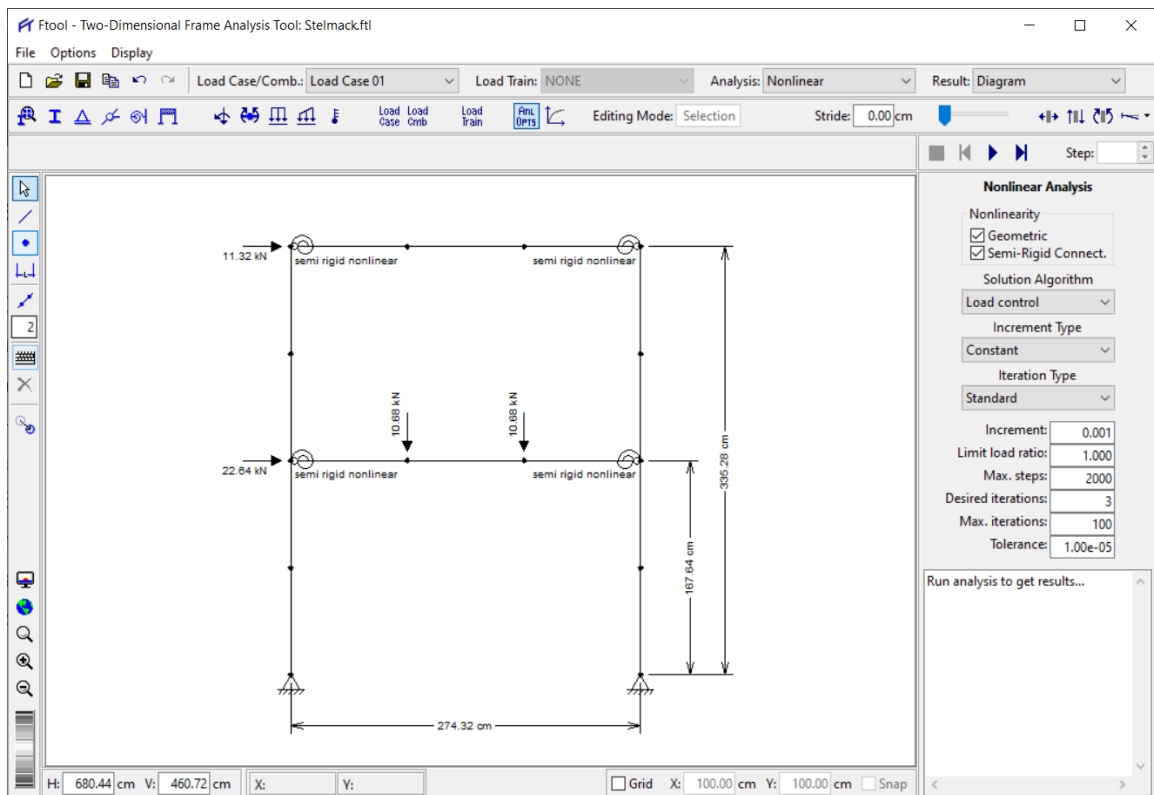 Ftool - Two-Dimensional Frame Analysis Tool: Stelmack.ftl
File Options Display
Load Case/Comb.: Load Case 01 Load Train: NONE Analysis: Nonlinear Result: Diagram
Load Case Load Cmb Load Train Anl Opts Editing Mode: Selection Stride: 0.00 cm
Step:
2
11.32 kN
semi rigid nonlinear semi rigid nonlinear
10.68 kN 10.68 kN
22.64 kN
semi rigid nonlinear semi rigid nonlinear
335.28 cm
167.64 cm
274.32 cm
Nonlinear Analysis
Nonlinearity
Geometric
Semi-Rigid Connect.
Solution Algorithm
Load control
Increment Type
Constant
Iteration Type
Standard
Increment: 0.001
Limit load ratio: 1.000
Max. steps: 2000
Desired iterations: 3
Max. iterations: 100
Tolerance: 1.00e-05
Run analysis to get results...
H: 680.44 cm V: 460.72 cm X: Y: Grid X: 100.00 cm Y: 100.00 cm Snap